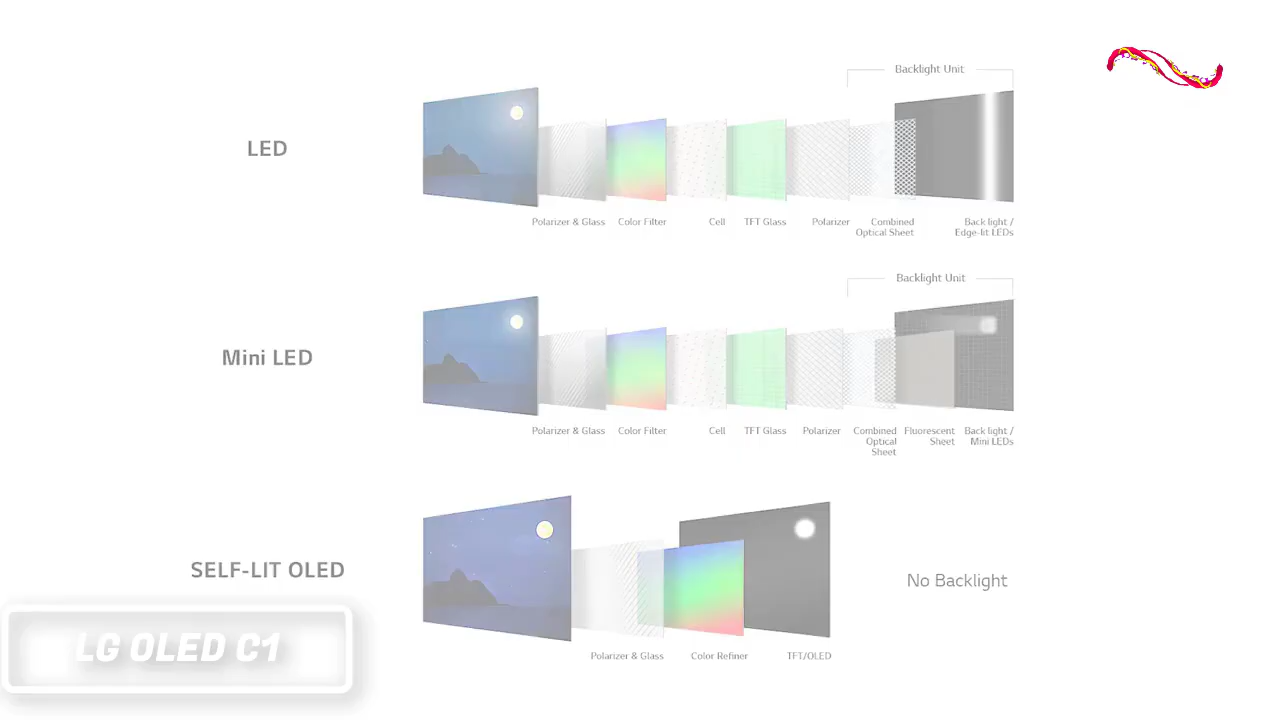 Backlight Unit
LED
Polarizer & Glass
Color Filter
Cell
TFT Glass
Polarizer
Combined
Optical Sheet
Back light /
Edge-lit LEDs
Backlight Unit
Mini LED
Polarizer & Glass
Color Filter
Cell
TFT Glass
Polarizer
Combined
Optical
Sheet
Fluorescent
Sheet
Back light /
Mini LEDs
SELF-LIT OLED
No Backlight
Polarizer & Glass
Color Refiner
TFT/OLED
LG OLED C1